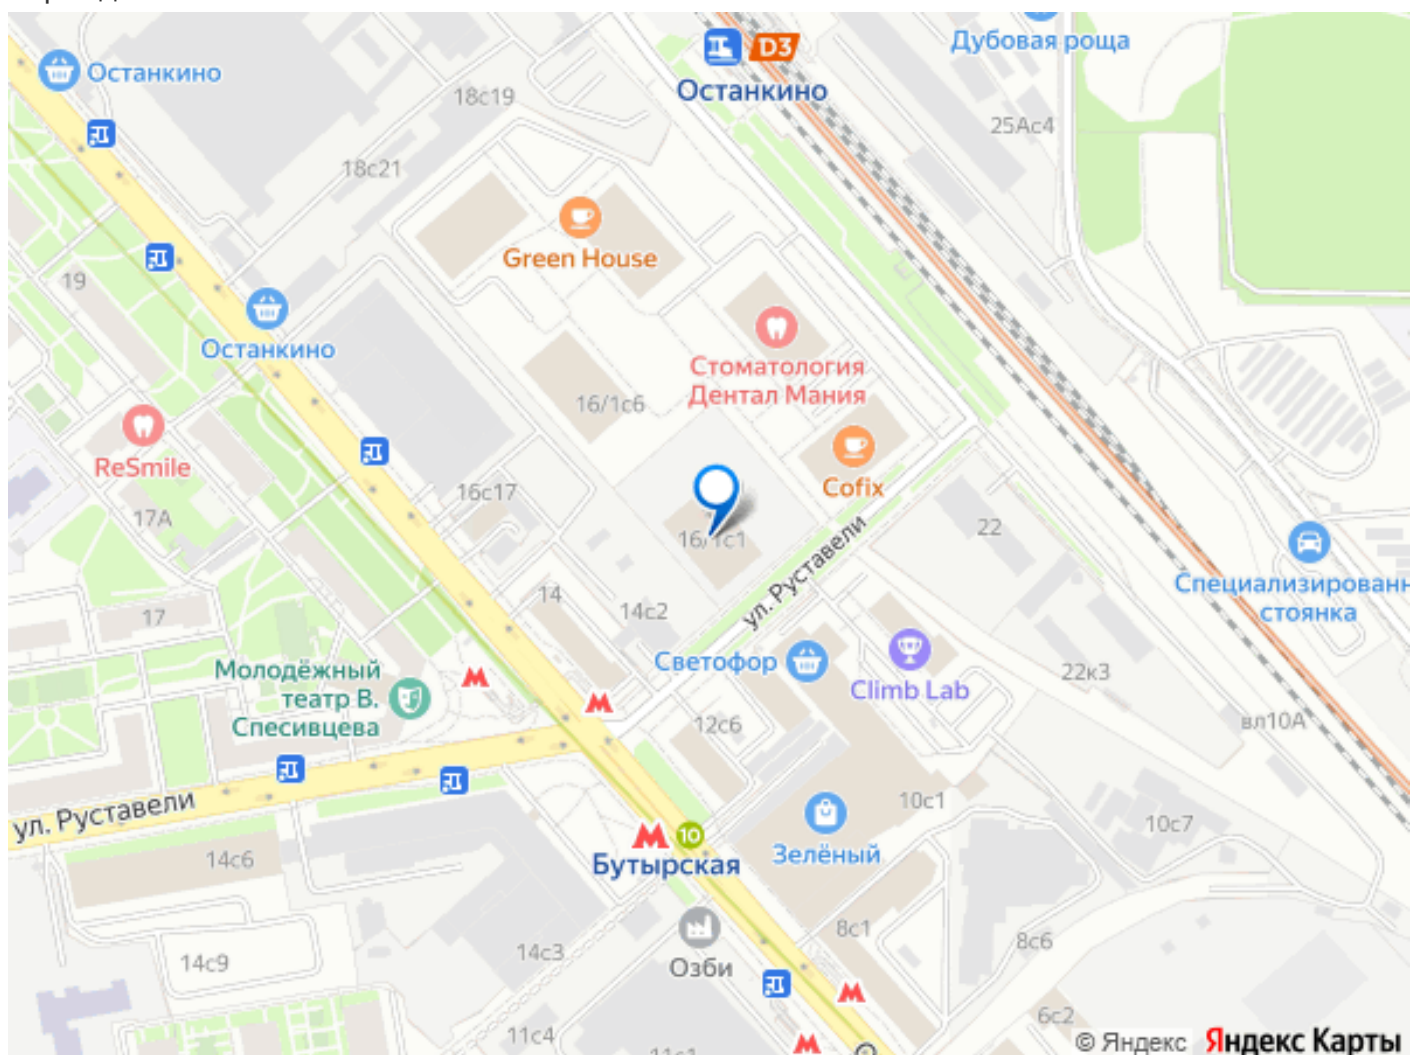 Останкино
D3
Останкино
Дубовая роща
18с19
25Ас4
18с21
Green House
19
Останкино
Стоматология
Дентал Мания
16/1с6
ReSmile
Cofix
16с17
17А
16/1с1
22
ул. Руставели
Специализированн
стоянка
14
14с2
17
Молодёжный
театр В.
Спесивцева
Светофор
Climb Lab
22к3
12с6
вл10А
ул. Руставели
10с1
10с7
10
Бутырская
Зелёный
14с6
8с1
8с6
14с3
14с9
Озби
6с2
11с4
© Яндекс Яндекс Карты